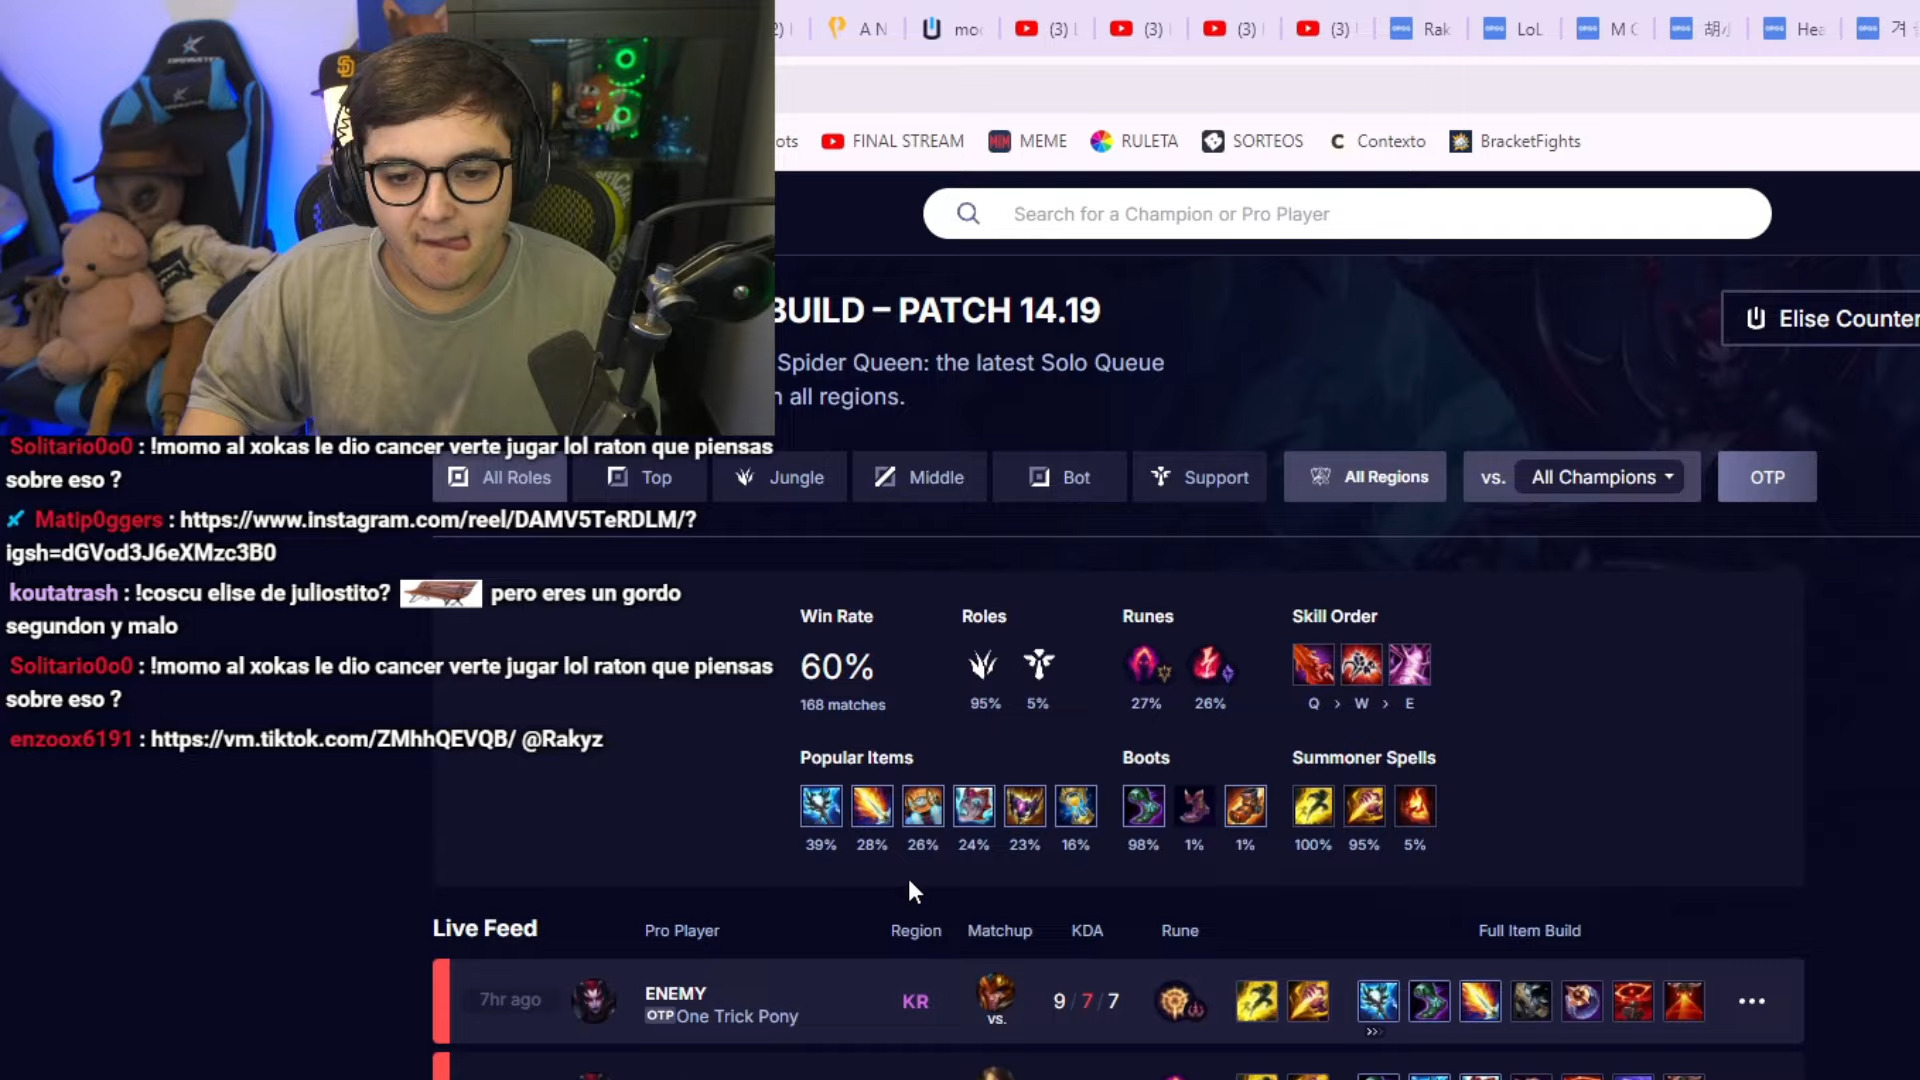 A N
mo
(3)
(3)
(3)
(3)
Rak
LoL
M
Hea
ots
FINAL STREAM
MEME
RULETA
SORTEOS
Contexto
BracketFights
Search for a Champion or Pro Player
BUILD – PATCH 14.19
Elise Counter
Spider Queen: the latest Solo Queue
all regions.
Solitario0o0 : !momo al xokas le dio cancer verte jugar lol raton que piensas
sobre eso ?
Matip0ggers : https://www.instagram.com/reel/DAMV5TeRDLM/?
igsh=dGVod3J6eXMzc3B0
koutatrash : !coscu elise de juliostito? pero eres un gordo
segundon y malo
Solitario0o0 : !momo al xokas le dio cancer verte jugar lol raton que piensas
sobre eso ?
enzoox6191 : https://vm.tiktok.com/ZMhhQEVQB/ @Rakyz
All Roles
Top
Jungle
Middle
Bot
Support
All Regions
vs. All Champions
OTP
Win Rate
Roles
Runes
Skill Order
60%
168 matches
95%
5%
27%
26%
Q > W > E
Popular Items
Boots
Summoner Spells
39%
28%
26%
24%
23%
16%
98%
1%
1%
100%
95%
5%
Live Feed
Pro Player
Region
Matchup
KDA
Rune
Full Item Build
7hr ago
ENEMY
OTP One Trick Pony
KR
vs.
9 / 7 / 7